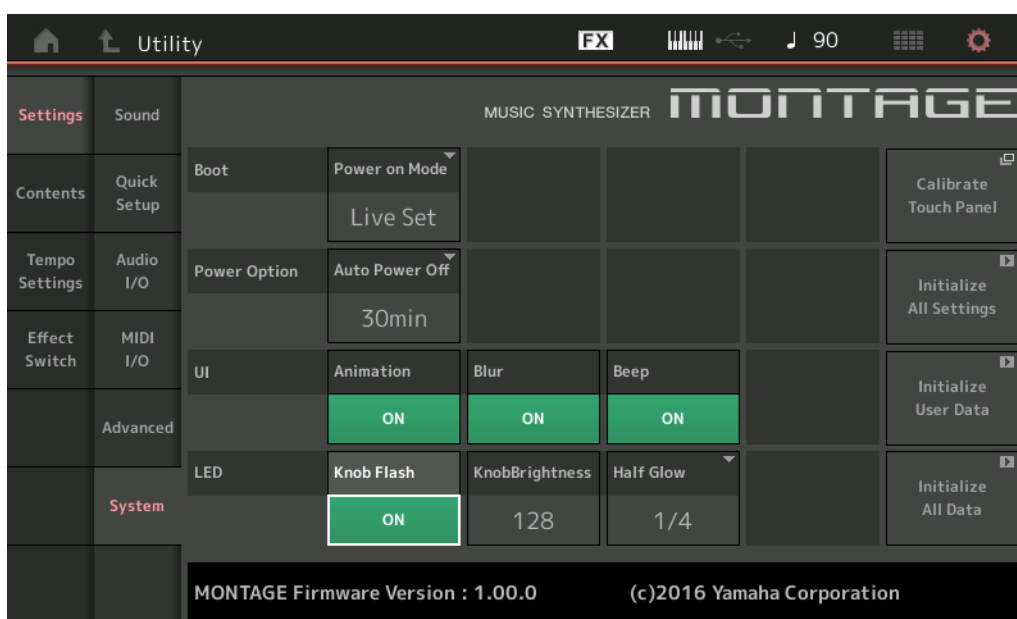 Utility
FX
90
Settings
Sound
MUSIC SYNTHESIZER MONTAGE
Contents
Quick
Setup
Boot
Power on Mode
Live Set
Calibrate
Touch Panel
Tempo
Settings
Audio
I/O
Power Option
Auto Power Off
30min
Initialize
All Settings
Effect
Switch
MIDI
I/O
UI
Animation
ON
Blur
ON
Beep
ON
Initialize
User Data
Advanced
LED
Knob Flash
ON
KnobBrightness
128
Half Glow
1/4
Initialize
All Data
System
MONTAGE Firmware Version : 1.00.0
(c)2016 Yamaha Corporation